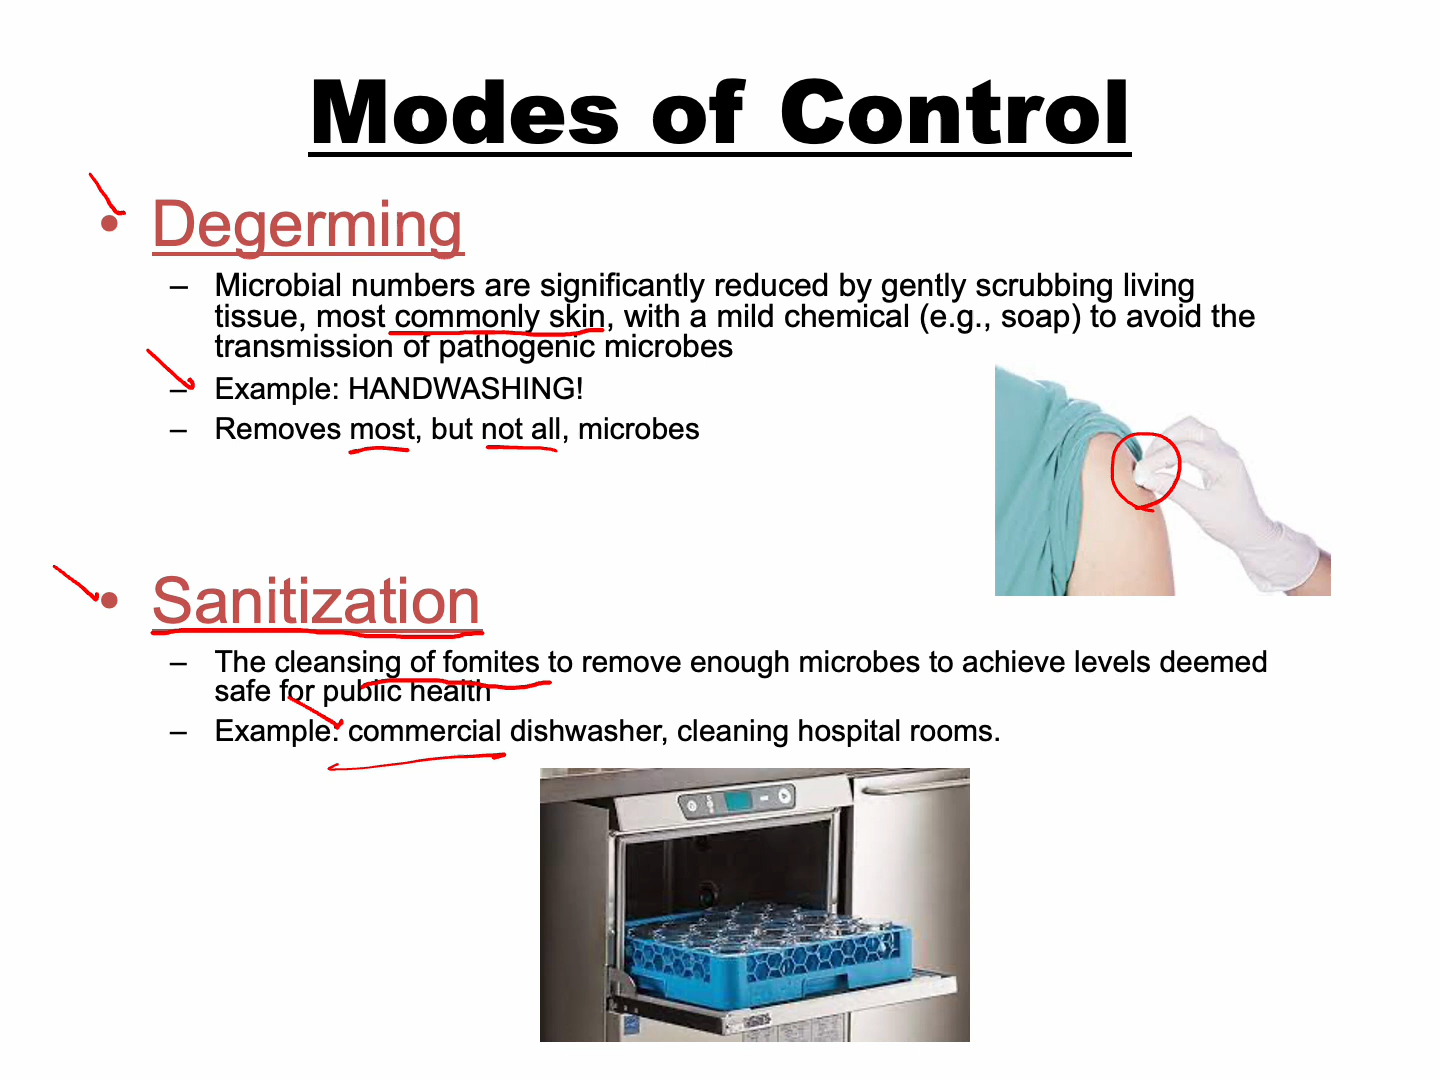 Modes of Control
• Degerming
– Microbial numbers are significantly reduced by gently scrubbing living
tissue, most commonly skin, with a mild chemical (e.g., soap) to avoid the
transmission of pathogenic microbes
– Example: HANDWASHING!
– Removes most, but not all, microbes
• Sanitization
– The cleansing of fomites to remove enough microbes to achieve levels deemed
safe for public health
– Example: commercial dishwasher, cleaning hospital rooms.